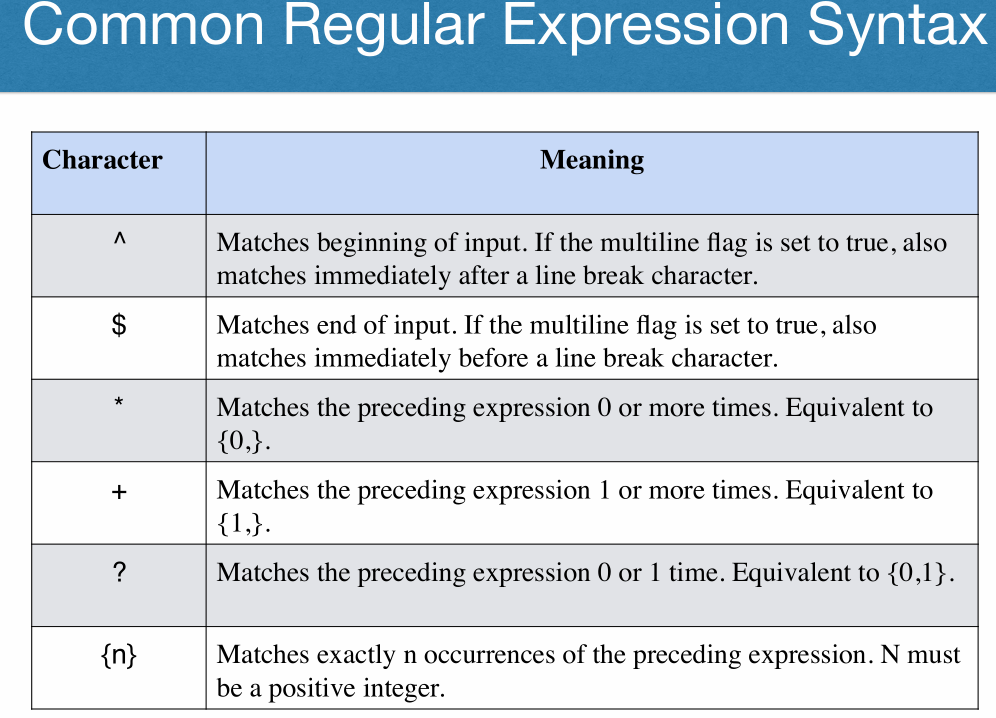 Common Regular Expression Syntax
Character
Meaning
^
Matches beginning of input. If the multiline flag is set to true, also
matches immediately after a line break character.
$
Matches end of input. If the multiline flag is set to true, also
matches immediately before a line break character.
*
Matches the preceding expression 0 or more times. Equivalent to
{0,}.
+
Matches the preceding expression 1 or more times. Equivalent to
{1,}.
?
Matches the preceding expression 0 or 1 time. Equivalent to {0,1}.
{n}
Matches exactly n occurrences of the preceding expression. N must
be a positive integer.